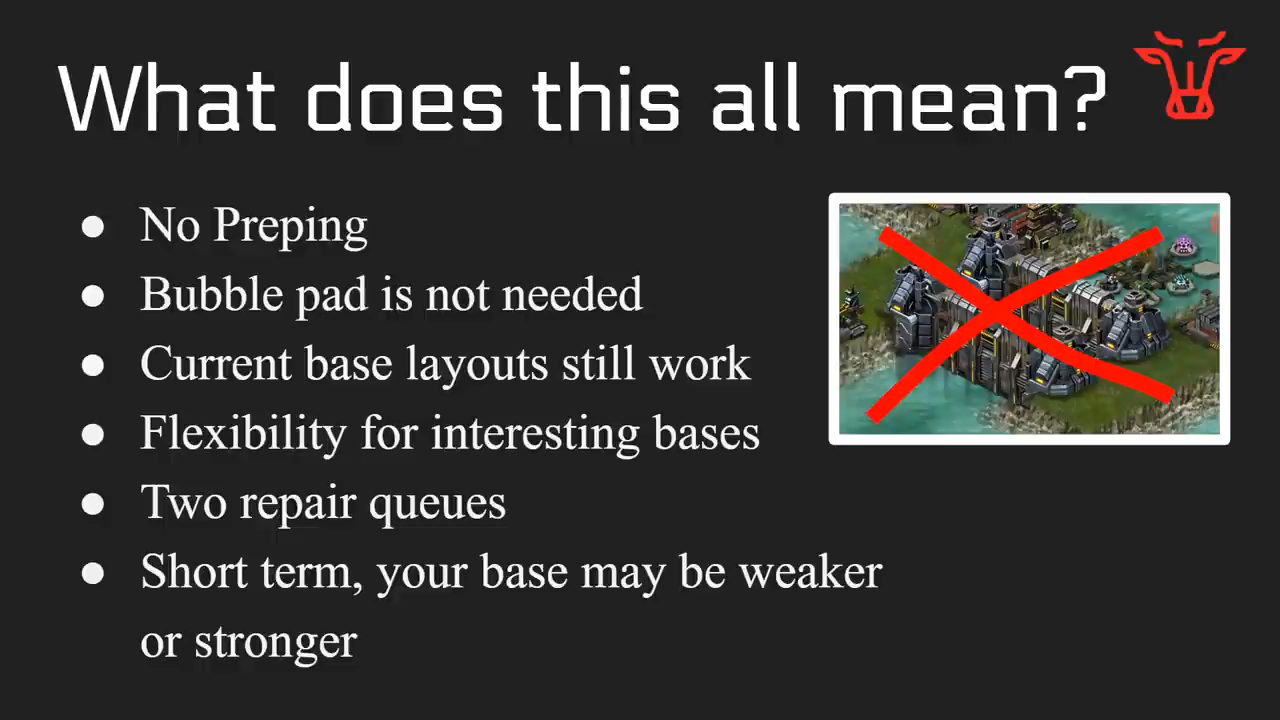 What does this all mean?
● No Preping
● Bubble pad is not needed
● Current base layouts still work
● Flexibility for interesting bases
● Two repair queues
● Short term, your base may be weaker
or stronger